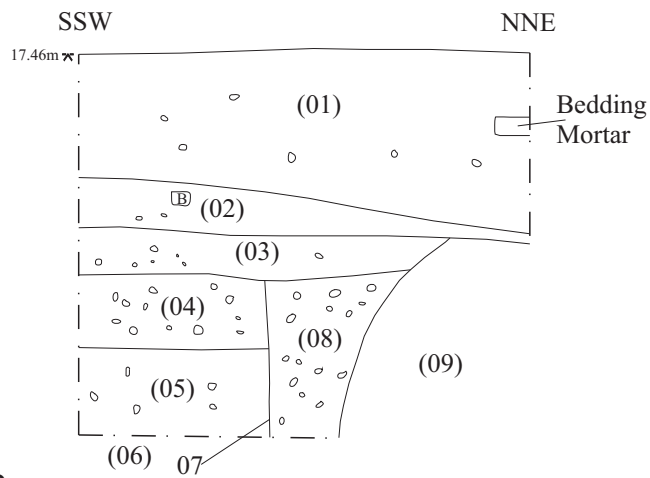 SSW
NNE
17.46m
(01)
Bedding
Mortar
B
(02)
(03)
(04)
(08)
(09)
(05)
(06)
07